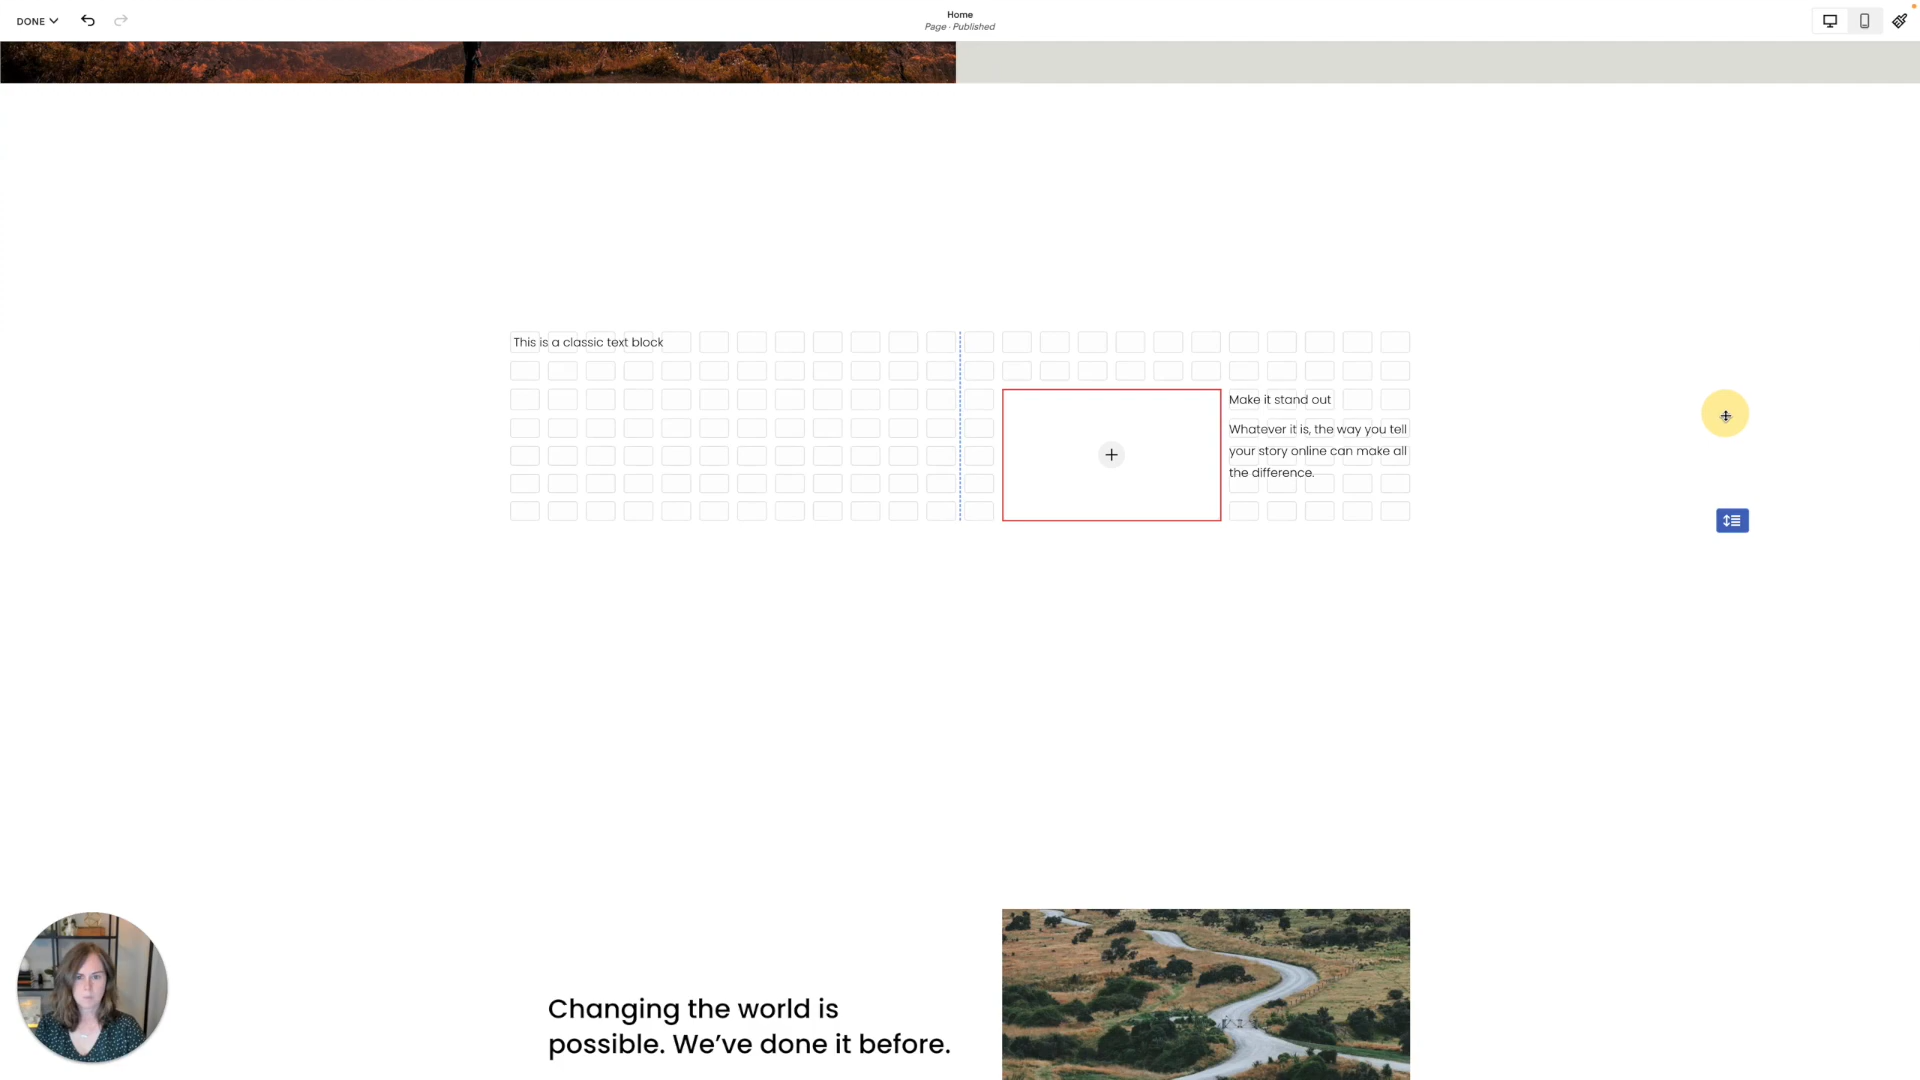 DONE
Home
Page · Published
This is a classic text block
Make it stand out
Whatever it is, the way you tell
your story online can make all
the difference.
Changing the world is
possible. We’ve done it before.